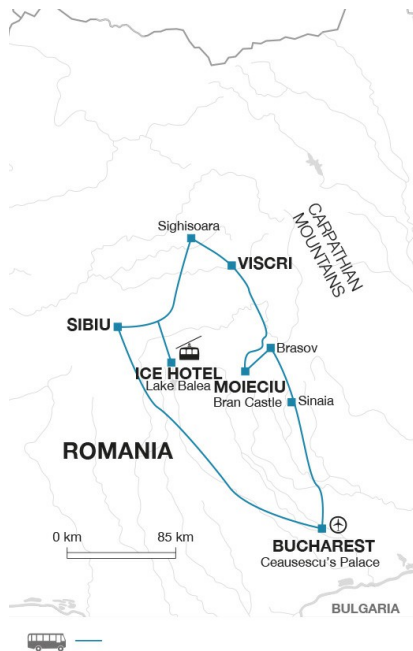 Sighisoara
CARPATHIAN
MOUNTAINS
VISCRI
SIBIU
Brasov
ICE HOTEL
Lake Balea
MOIECIU
Bran Castle
Sinaia
ROMANIA
0 km
85 km
BUCHAREST
Ceausescu's Palace
BULGARIA